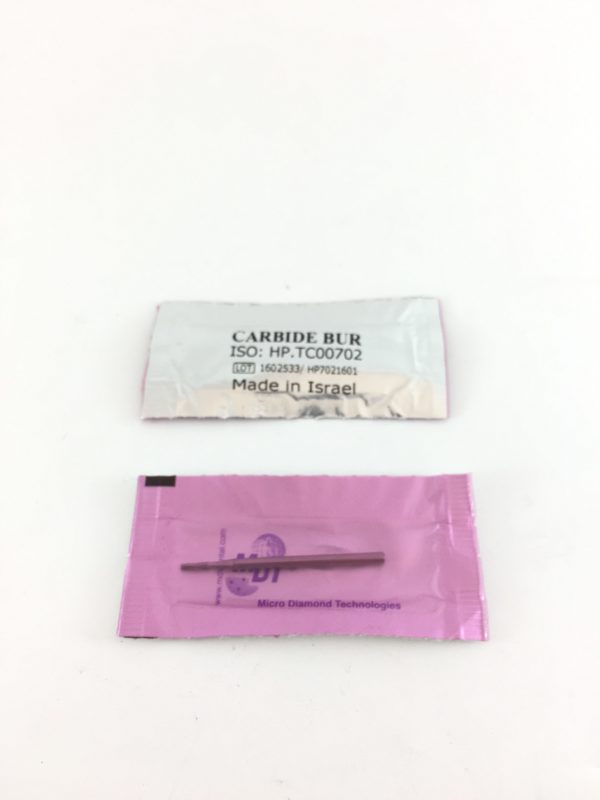 CARBIDE BUR
ISO: HP.TC00702
LOT 1602533/ HP7021601
Made in Israel
MDT
Micro Diamond Technologies